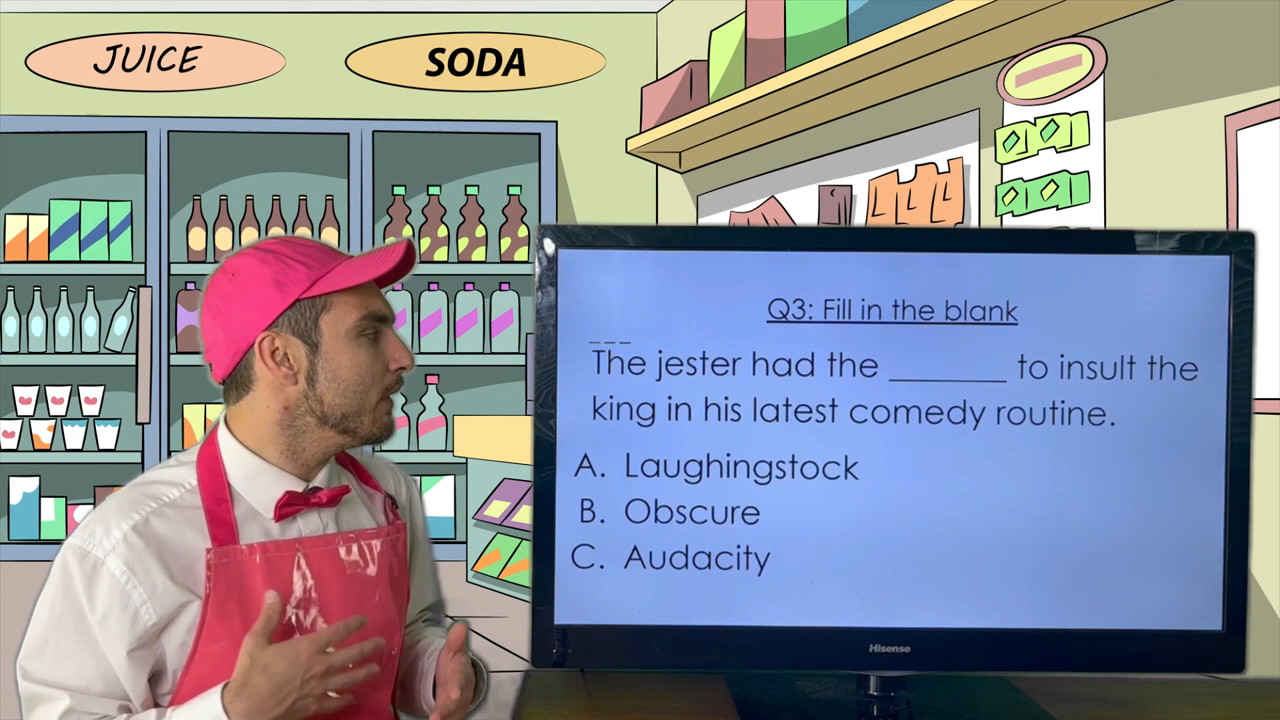 JUICE
SODA
Q3: Fill in the blank
The jester had the _______ to insult the
king in his latest comedy routine.
A. Laughingstock
B. Obscure
C. Audacity
Hisense